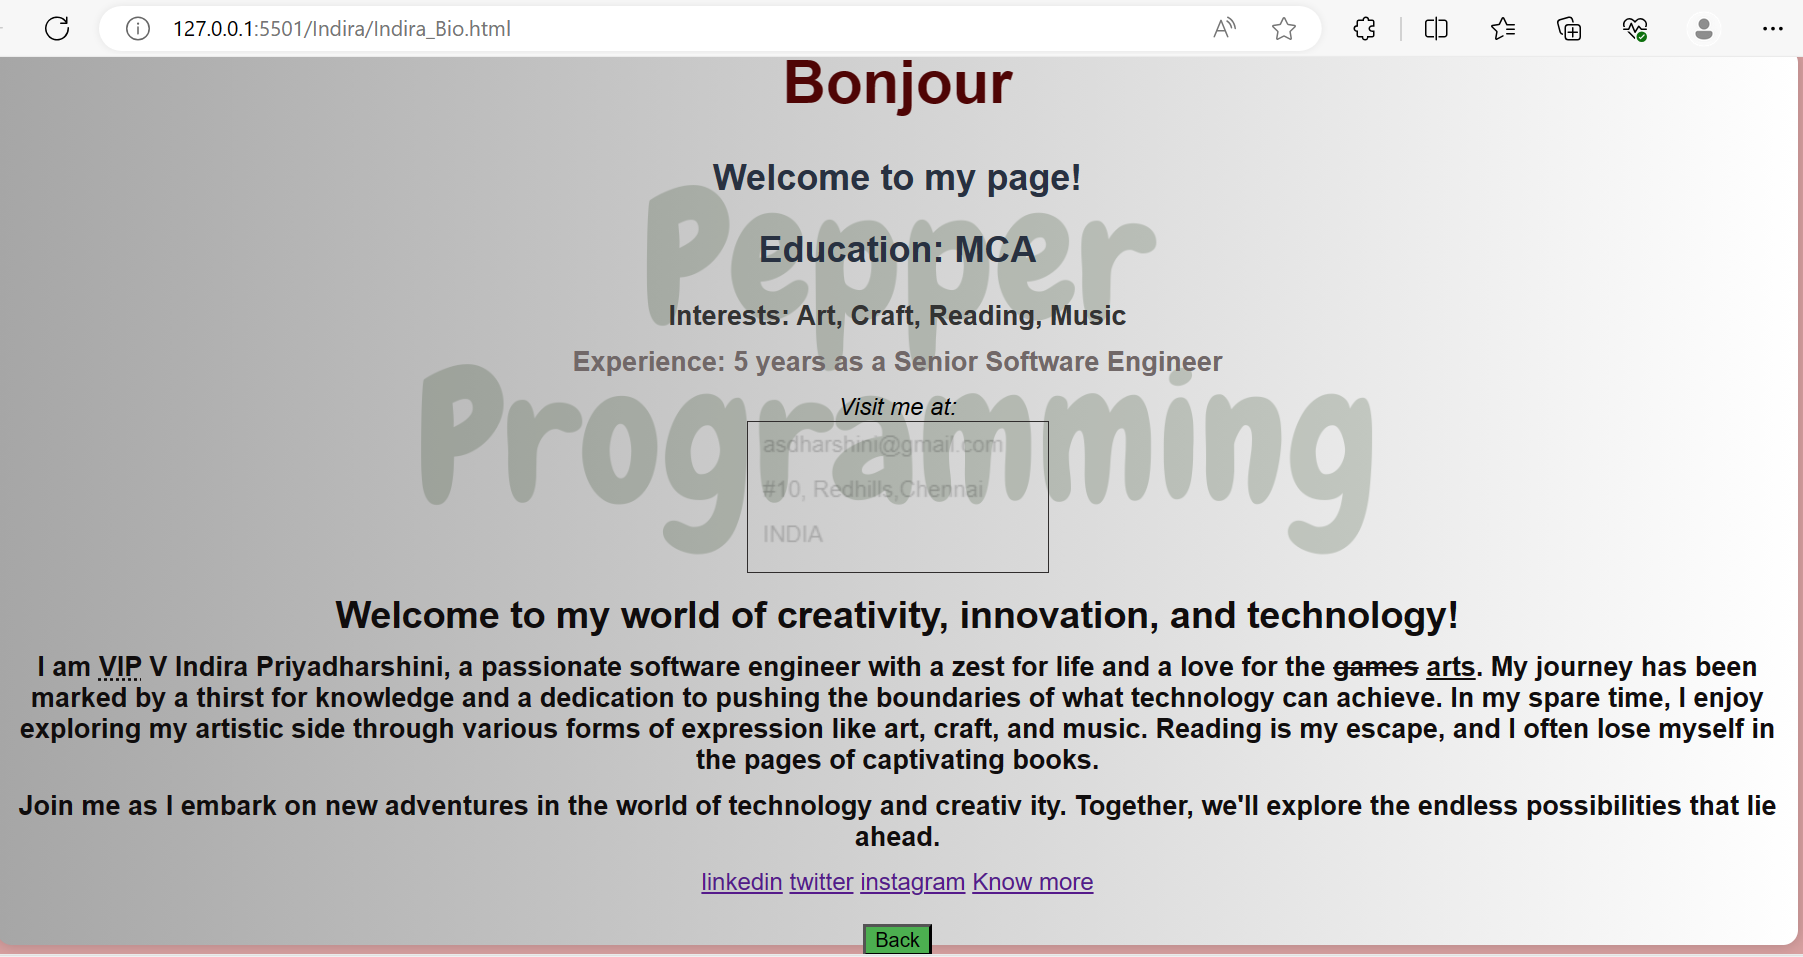 127.0.0.1:5501/Indira/Indira_Bio.html
Bonjour
Welcome to my page!
Pepper
Education: MCA
Interests: Art, Craft, Reading, Music
Experience: 5 years as a Senior Software Engineer
Programming
Visit me at:
asdharshini@gmail.com
#10, Redhills,Chennai
INDIA
Welcome to my world of creativity, innovation, and technology!
I am VIP V Indira Priyadharshini, a passionate software engineer with a zest for life and a love for the games arts. My journey has been
marked by a thirst for knowledge and a dedication to pushing the boundaries of what technology can achieve. In my spare time, I enjoy
exploring my artistic side through various forms of expression like art, craft, and music. Reading is my escape, and I often lose myself in
the pages of captivating books.
Join me as I embark on new adventures in the world of technology and creativ ity. Together, we'll explore the endless possibilities that lie
ahead.
linkedin twitter instagram Know more
Back